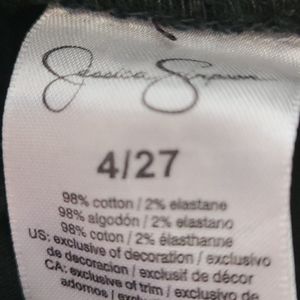 Jessica Simpson
4/27
98% cotton / 2% elastane
98% algodón / 2% elastano
98% coton / 2% élasthanne
US: exclusive of decoration / exclusivo
de decoracion / exclusif de décor
CA: exclusive of trim / exclusivo de
adornos / exclusif